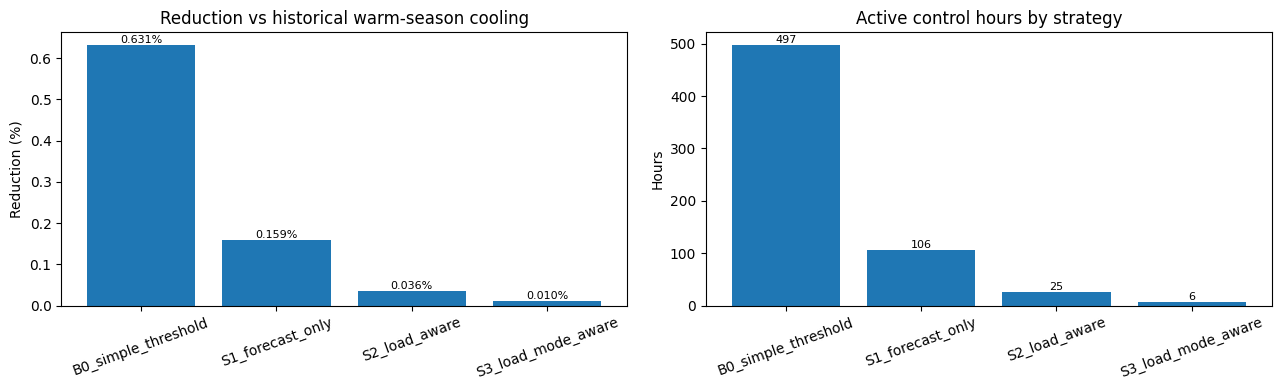 Reduction vs historical warm-season cooling
Reduction (%)
0.6
0.5
0.4
0.3
0.2
0.1
0.0
0.631%
0.159%
0.036%
0.010%
B0_simple_threshold
S1_forecast_only
S2_load_aware
S3_load_mode_aware
Active control hours by strategy
Hours
500
400
300
200
100
0
497
106
25
6
B0_simple_threshold
S1_forecast_only
S2_load_aware
S3_load_mode_aware